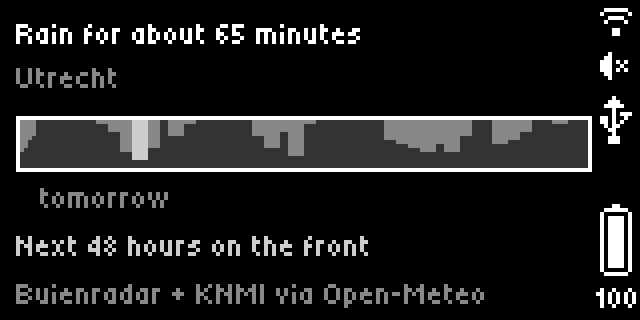 Rain for about 65 minutes
Utrecht
tomorrow
Next 48 hours on the front
Buienradar + KNMI via Open-Meteo
100